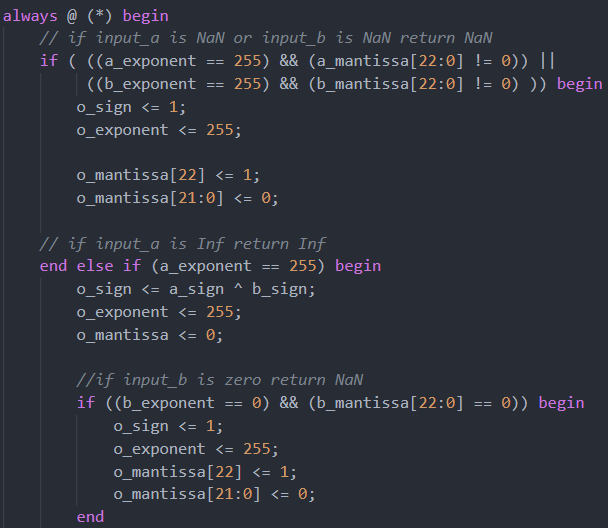 always @ (*) begin
// if input_a is NaN or input_b is NaN return NaN
if ( ((a_exponent == 255) && (a_mantissa[22:0] != 0)) ||
((b_exponent == 255) && (b_mantissa[22:0] != 0) )) begin
o_sign <= 1;
o_exponent <= 255;
o_mantissa[22] <= 1;
o_mantissa[21:0] <= 0;
// if input_a is Inf return Inf
end else if (a_exponent == 255) begin
o_sign <= a_sign ^ b_sign;
o_exponent <= 255;
o_mantissa <= 0;
//if input_b is zero return NaN
if ((b_exponent == 0) && (b_mantissa[22:0] == 0)) begin
o_sign <= 1;
o_exponent <= 255;
o_mantissa[22] <= 1;
o_mantissa[21:0] <= 0;
end